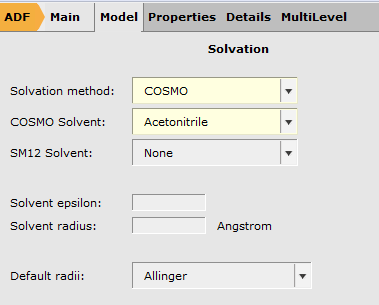 ADF Main Model Properties Details MultiLevel
Solvation
Solvation method: COSMO
COSMO Solvent: Acetonitrile
SM12 Solvent: None
Solvent epsilon:
Solvent radius: Angstrom
Default radii: Allinger